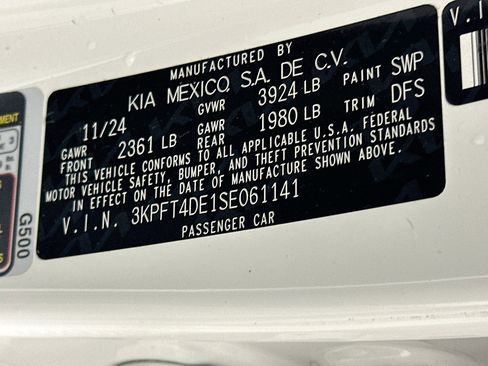 MANUFACTURED BY
KIA MEXICO, S.A. DE C.V.
11/24 GVWR 3924 LB PAINT SWP
GAWR FRONT 2361 LB GAWR REAR 1980 LB TRIM DFS
THIS VEHICLE CONFORMS TO ALL APPLICABLE U.S.A. FEDERAL
MOTOR VEHICLE SAFETY, BUMPER, AND THEFT PREVENTION STANDARDS
IN EFFECT ON THE DATE OF MANUFACTURE SHOWN ABOVE.
V.I.N. 3KPFT4DE1SE061141
PASSENGER CAR
G500
V.I